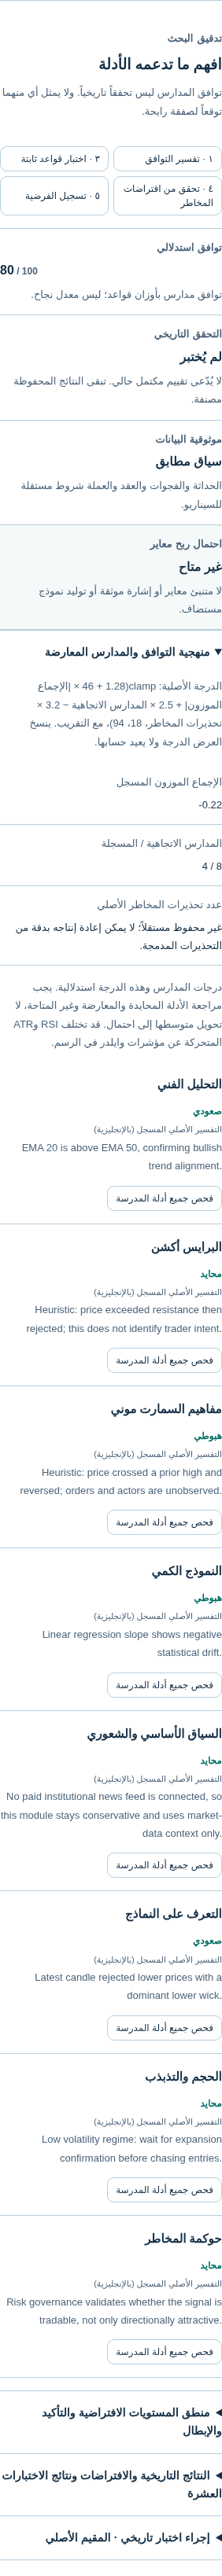 تدقيق البحث
افهم ما تدعمه الأدلة
توافق المدارس ليس تحققاً تاريخياً. ولا يمثل أي منهما
توقعاً لصفقة رابحة.
١ · تفسير التوافق
٣ · اختبار قواعد ثابتة
٤ · تحقق من افتراضات
المخاطر
٥ · تسجيل الفرضية
توافق استدلالي
80 / 100
توافق مدارس بأوزان قواعد؛ ليس معدل نجاح.
التحقق التاريخي
لم يُختبر
لا يُدّعى تقييم مكتمل حالي. تبقى النتائج المحفوظة
مصنفة.
موثوقية البيانات
سياق مطابق
الحداثة والفجوات والعقد والعملة شروط مستقلة
للسيناريو.
احتمال ربح معاير
غير متاح
لا متنبئ معاير أو إشارة موثقة أو توليد نموذج
مستضاف.
▼ منهجية التوافق والمدارس المعارضة
الدرجة الأصلية: clamp(1.28 + 46 × |الإجماع
الموزون| + 2.5 × المدارس الاتجاهية − 3.2 ×
تحذيرات المخاطر، 18، 94)، مع التقريب. ينسخ
العرض الدرجة ولا يعيد حسابها.
الإجماع الموزون المسجل
-0.22
المدارس الاتجاهية / المسجلة
4 / 8
عدد تحذيرات المخاطر الأصلي
غير محفوظ مستقلاً؛ لا يمكن إعادة إنتاجه بدقة من
التحذيرات المدمجة.
درجات المدارس وهذه الدرجة استدلالية. يجب
مراجعة الأدلة المحايدة والمعارضة وغير المتاحة، لا
تحويل متوسطها إلى احتمال. قد تختلف RSI وATR
المتحركة عن مؤشرات وايلدر في الرسم.
التحليل الفني
صعودي
التفسير الأصلي المسجل (بالإنجليزية)
EMA 20 is above EMA 50, confirming bullish
trend alignment.
فحص جميع أدلة المدرسة
البرايس أكشن
محايد
التفسير الأصلي المسجل (بالإنجليزية)
Heuristic: price exceeded resistance then
rejected; this does not identify trader intent.
فحص جميع أدلة المدرسة
مفاهيم السمارت موني
هبوطي
التفسير الأصلي المسجل (بالإنجليزية)
Heuristic: price crossed a prior high and
reversed; orders and actors are unobserved.
فحص جميع أدلة المدرسة
النموذج الكمي
هبوطي
التفسير الأصلي المسجل (بالإنجليزية)
Linear regression slope shows negative
statistical drift.
فحص جميع أدلة المدرسة
السياق الأساسي والشعوري
محايد
التفسير الأصلي المسجل (بالإنجليزية)
No paid institutional news feed is connected, so
this module stays conservative and uses market-
data context only.
فحص جميع أدلة المدرسة
التعرف على النماذج
صعودي
التفسير الأصلي المسجل (بالإنجليزية)
Latest candle rejected lower prices with a
dominant lower wick.
فحص جميع أدلة المدرسة
الحجم والتذبذب
محايد
التفسير الأصلي المسجل (بالإنجليزية)
Low volatility regime: wait for expansion
confirmation before chasing entries.
فحص جميع أدلة المدرسة
حوكمة المخاطر
محايد
التفسير الأصلي المسجل (بالإنجليزية)
Risk governance validates whether the signal is
tradable, not only directionally attractive.
فحص جميع أدلة المدرسة
◀ منطق المستويات الافتراضية والتأكيد
والإبطال
◀ النتائج التاريخية والافتراضات ونتائج الاختبارات
العشرة
◀ إجراء اختبار تاريخي · المقيم الأصلي